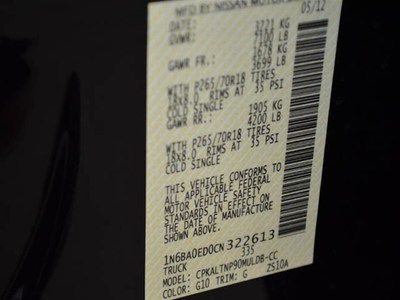 MFD BY NISSAN MOTOR
DATE: 05/12
GVWR: 3221 KG
7100 LB
GAWR FR.: 1678 KG
3699 LB
WITH P265/70R18 TIRES
18X8.0 RIMS AT 35 PSI
COLD SINGLE
GAWR RR.: 1905 KG
4200 LB
WITH P265/70R18 TIRES
18X8.0 RIMS AT 35 PSI
COLD SINGLE
THIS VEHICLE CONFORMS TO
ALL APPLICABLE FEDERAL
MOTOR VEHICLE SAFETY
STANDARDS IN EFFECT ON
THE DATE OF MANUFACTURE
SHOWN ABOVE.
1N6BA0ED0CN322613
TRUCK 335
MODEL: CPKALTNP90MULDB-CC
COLOR: G10 TRIM: G ZS10A